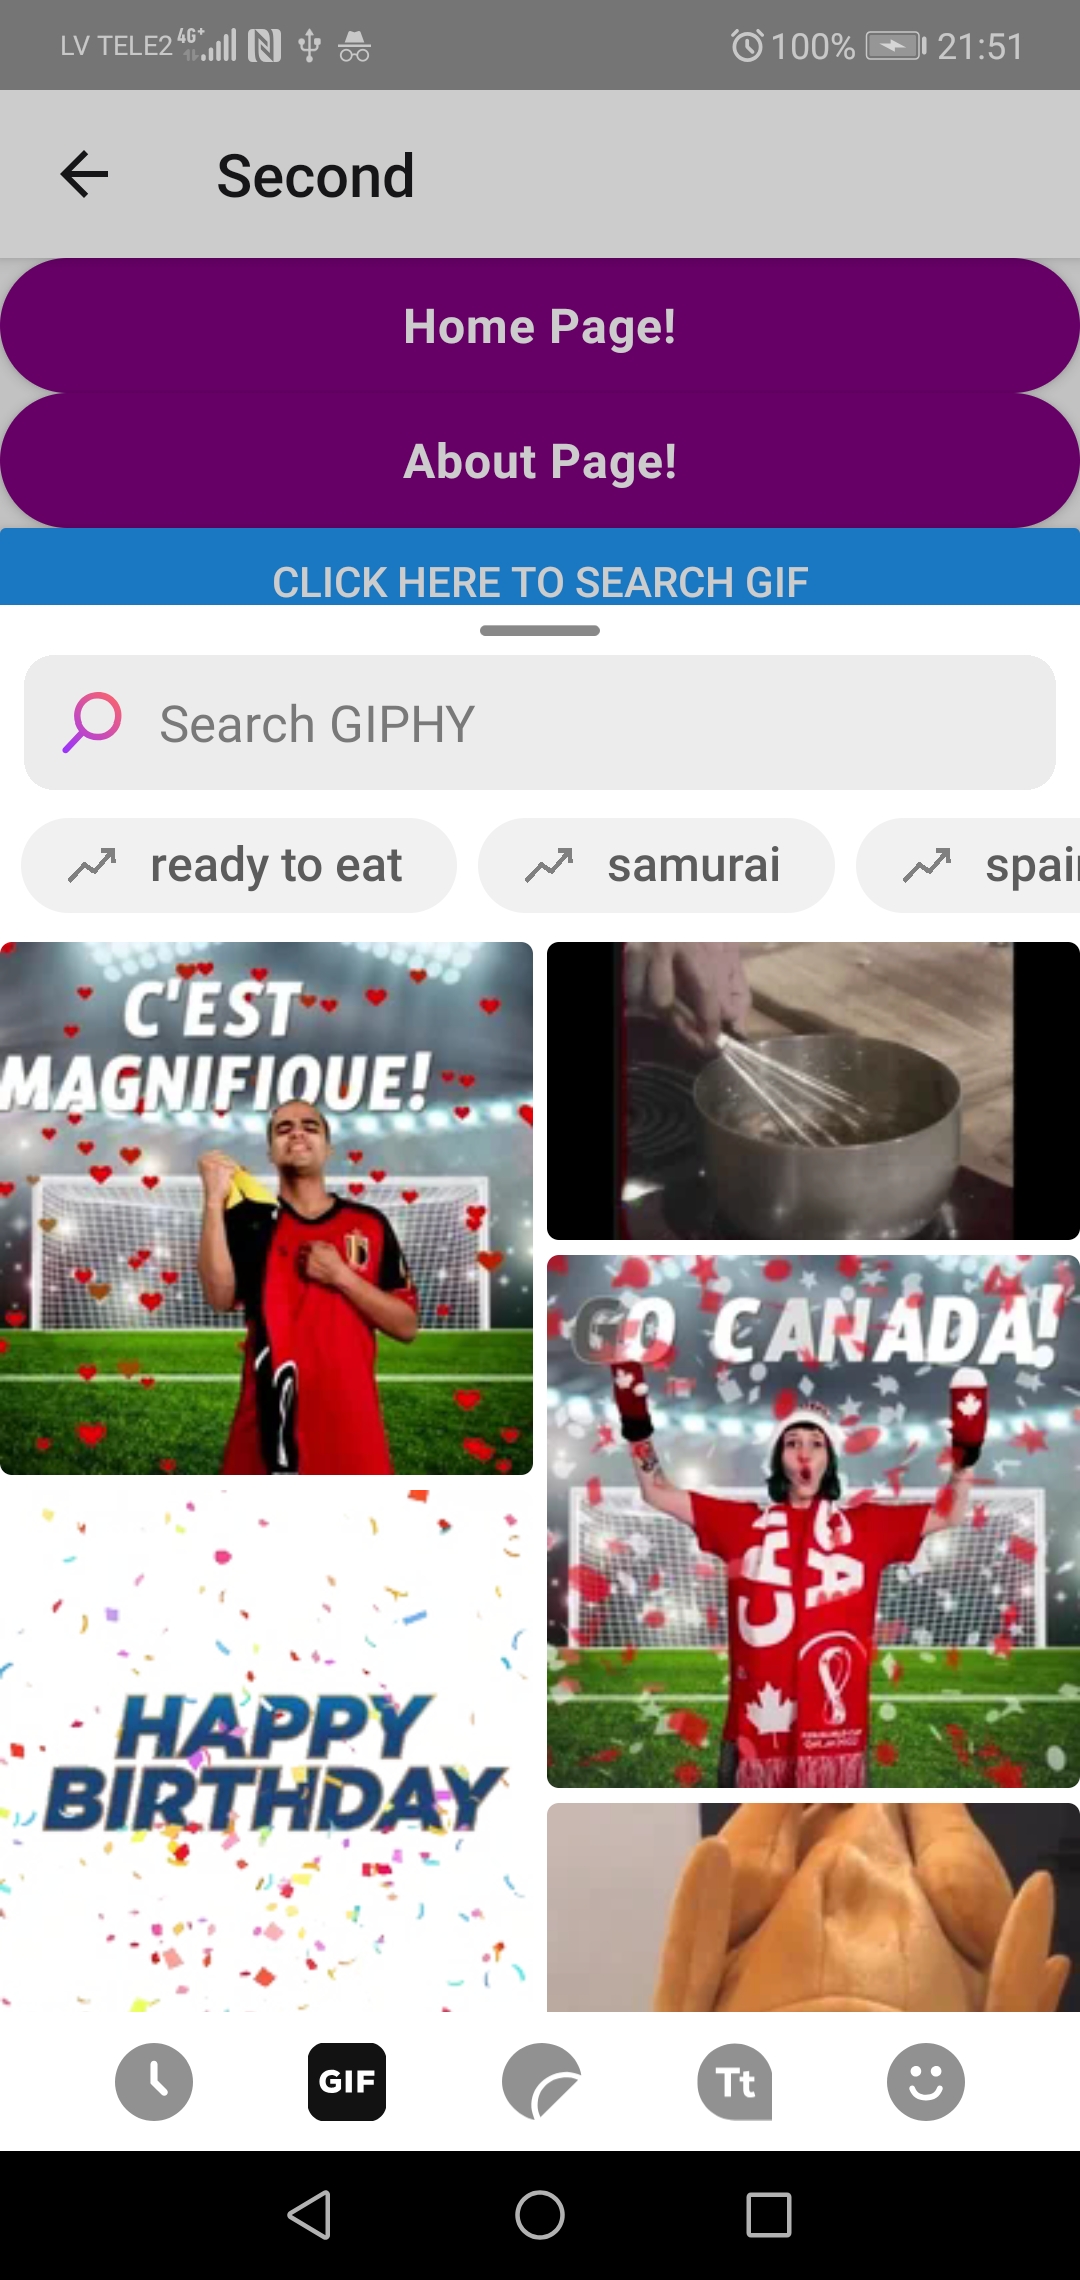 LV TELE2 4G+ 100% 21:51
Second
Home Page!
About Page!
CLICK HERE TO SEARCH GIF
Search GIPHY
ready to eat
samurai
spai
C'EST
MAGNIFIQUE!
GO CANADA!
CA
HAPPY
BIRTHDAY
GIF
Tt